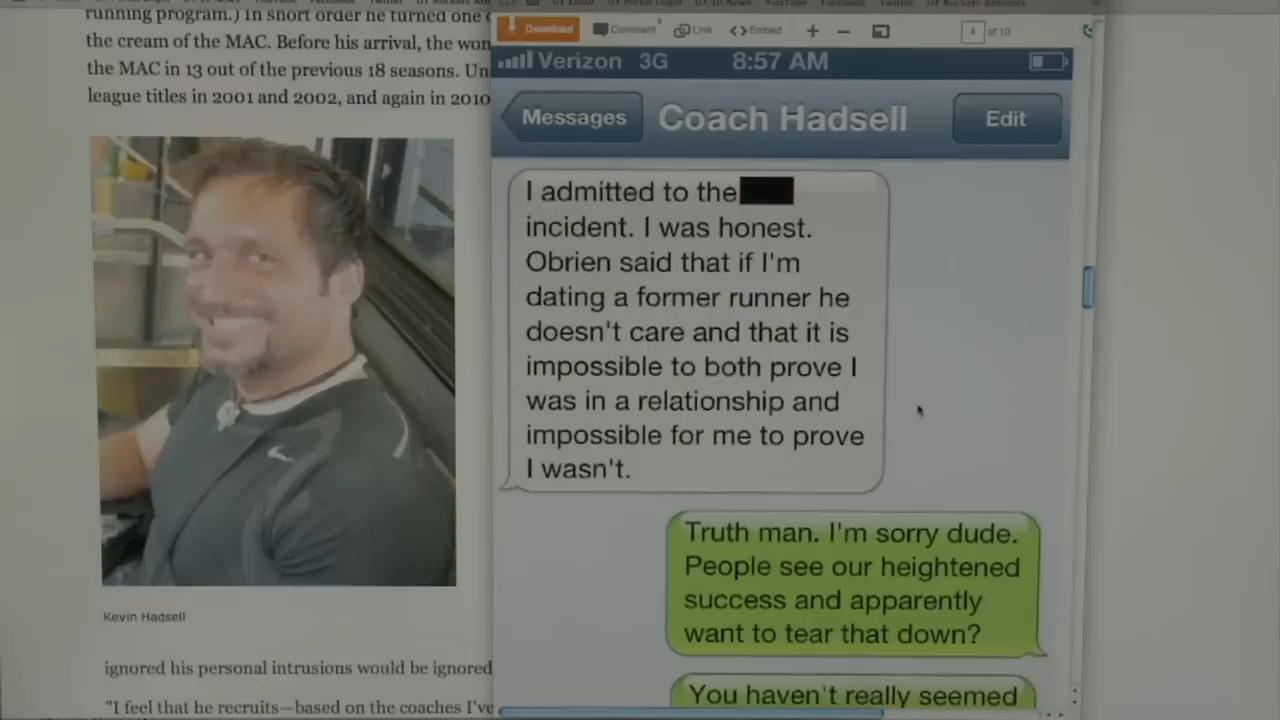 running program.) In short order he turned one
the cream of the MAC. Before his arrival, the
the MAC in 13 out of the previous 18 seasons.
league titles in 2001 and 2002, and again in 2010
Kevin Hadsell
ignored his personal intrusions would be ignored
"I feel that he recruits—based on the coaches I've
Download
Comment
Link
Embed
4 of 10
Verizon 3G 8:57 AM
Messages
Coach Hadsell
Edit
I admitted to the
incident. I was honest.
Obrien said that if I'm
dating a former runner he
doesn't care and that it is
impossible to both prove I
was in a relationship and
impossible for me to prove
I wasn't.
Truth man. I'm sorry dude.
People see our heightened
success and apparently
want to tear that down?
You haven't really seemed